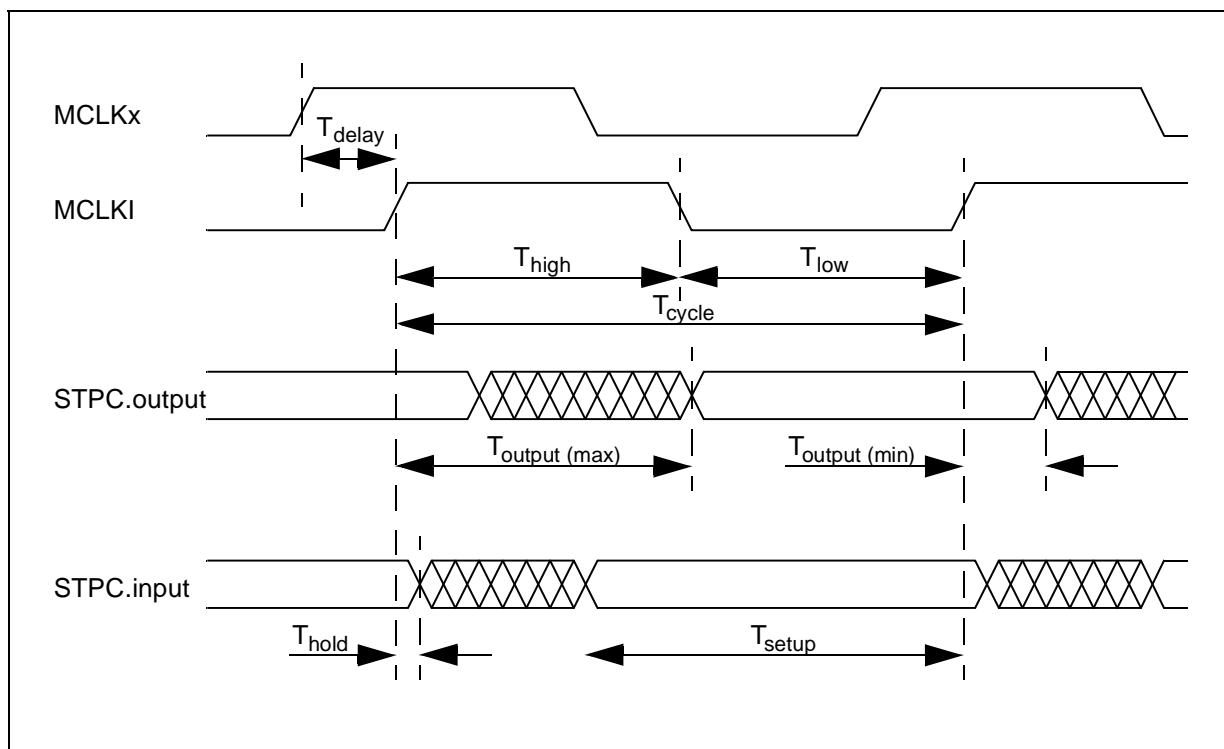 MCLKx
Tdelay
MCLKI
Thigh
Tlow
Tcycle
STPC.output
Toutput (max)
Toutput (min)
STPC.input
Thold
Tsetup